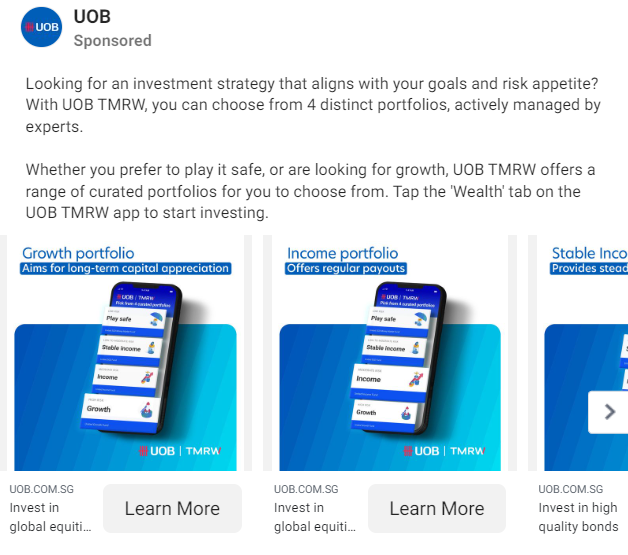 UOB
UOB
Sponsored
Looking for an investment strategy that aligns with your goals and risk appetite?
With UOB TMRW, you can choose from 4 distinct portfolios, actively managed by
experts.
Whether you prefer to play it safe, or are looking for growth, UOB TMRW offers a
range of curated portfolios for you to choose from. Tap the 'Wealth' tab on the
UOB TMRW app to start investing.
Growth portfolio
Aims for long-term capital appreciation
UOB | TMRW
Pick from 4 curated portfolios
Play safe
Stable Income
Income
Growth
UOB | TMRW
Income portfolio
Offers regular payouts
UOB | TMRW
Pick from 4 curated portfolios
Play safe
Stable Income
Income
Growth
UOB | TMRW
Stable Inco
Provides stead
UOB.COM.SG
Invest in
global equiti...
Learn More
UOB.COM.SG
Invest in
global equiti...
Learn More
UOB.COM.SG
Invest in high
quality bonds